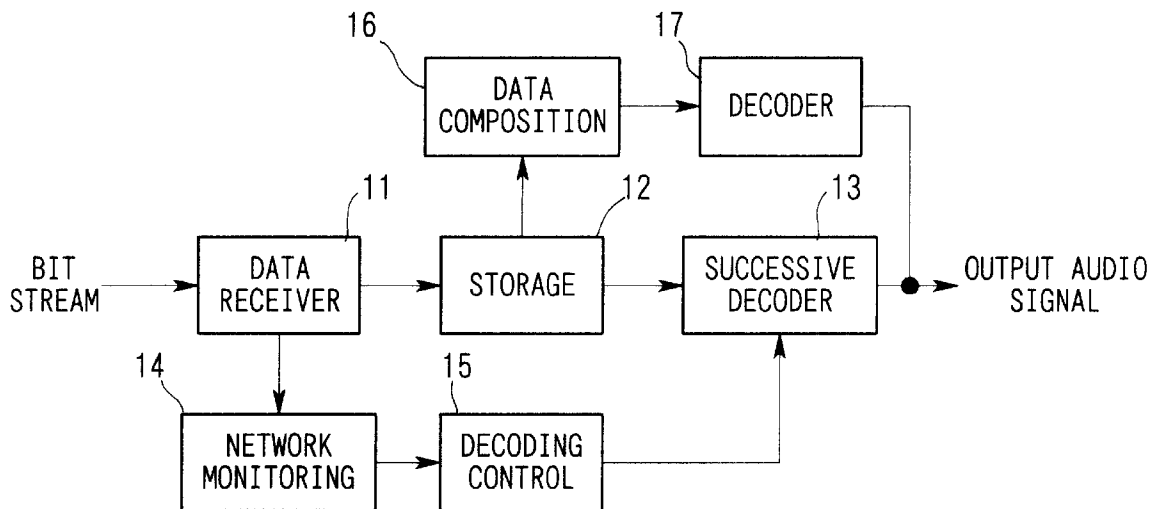 16
17
DATA
COMPOSITION
DECODER
11
12
13
BIT
STREAM
DATA
RECEIVER
STORAGE
SUCCESSIVE
DECODER
OUTPUT AUDIO
SIGNAL
14
15
NETWORK
MONITORING
DECODING
CONTROL